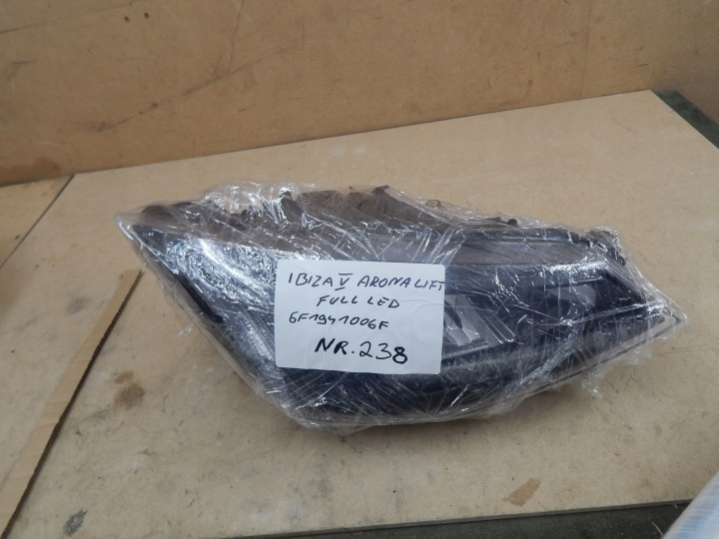 IBIZA V ARONA LIFT
FULL LED
6F1941006F
NR.238